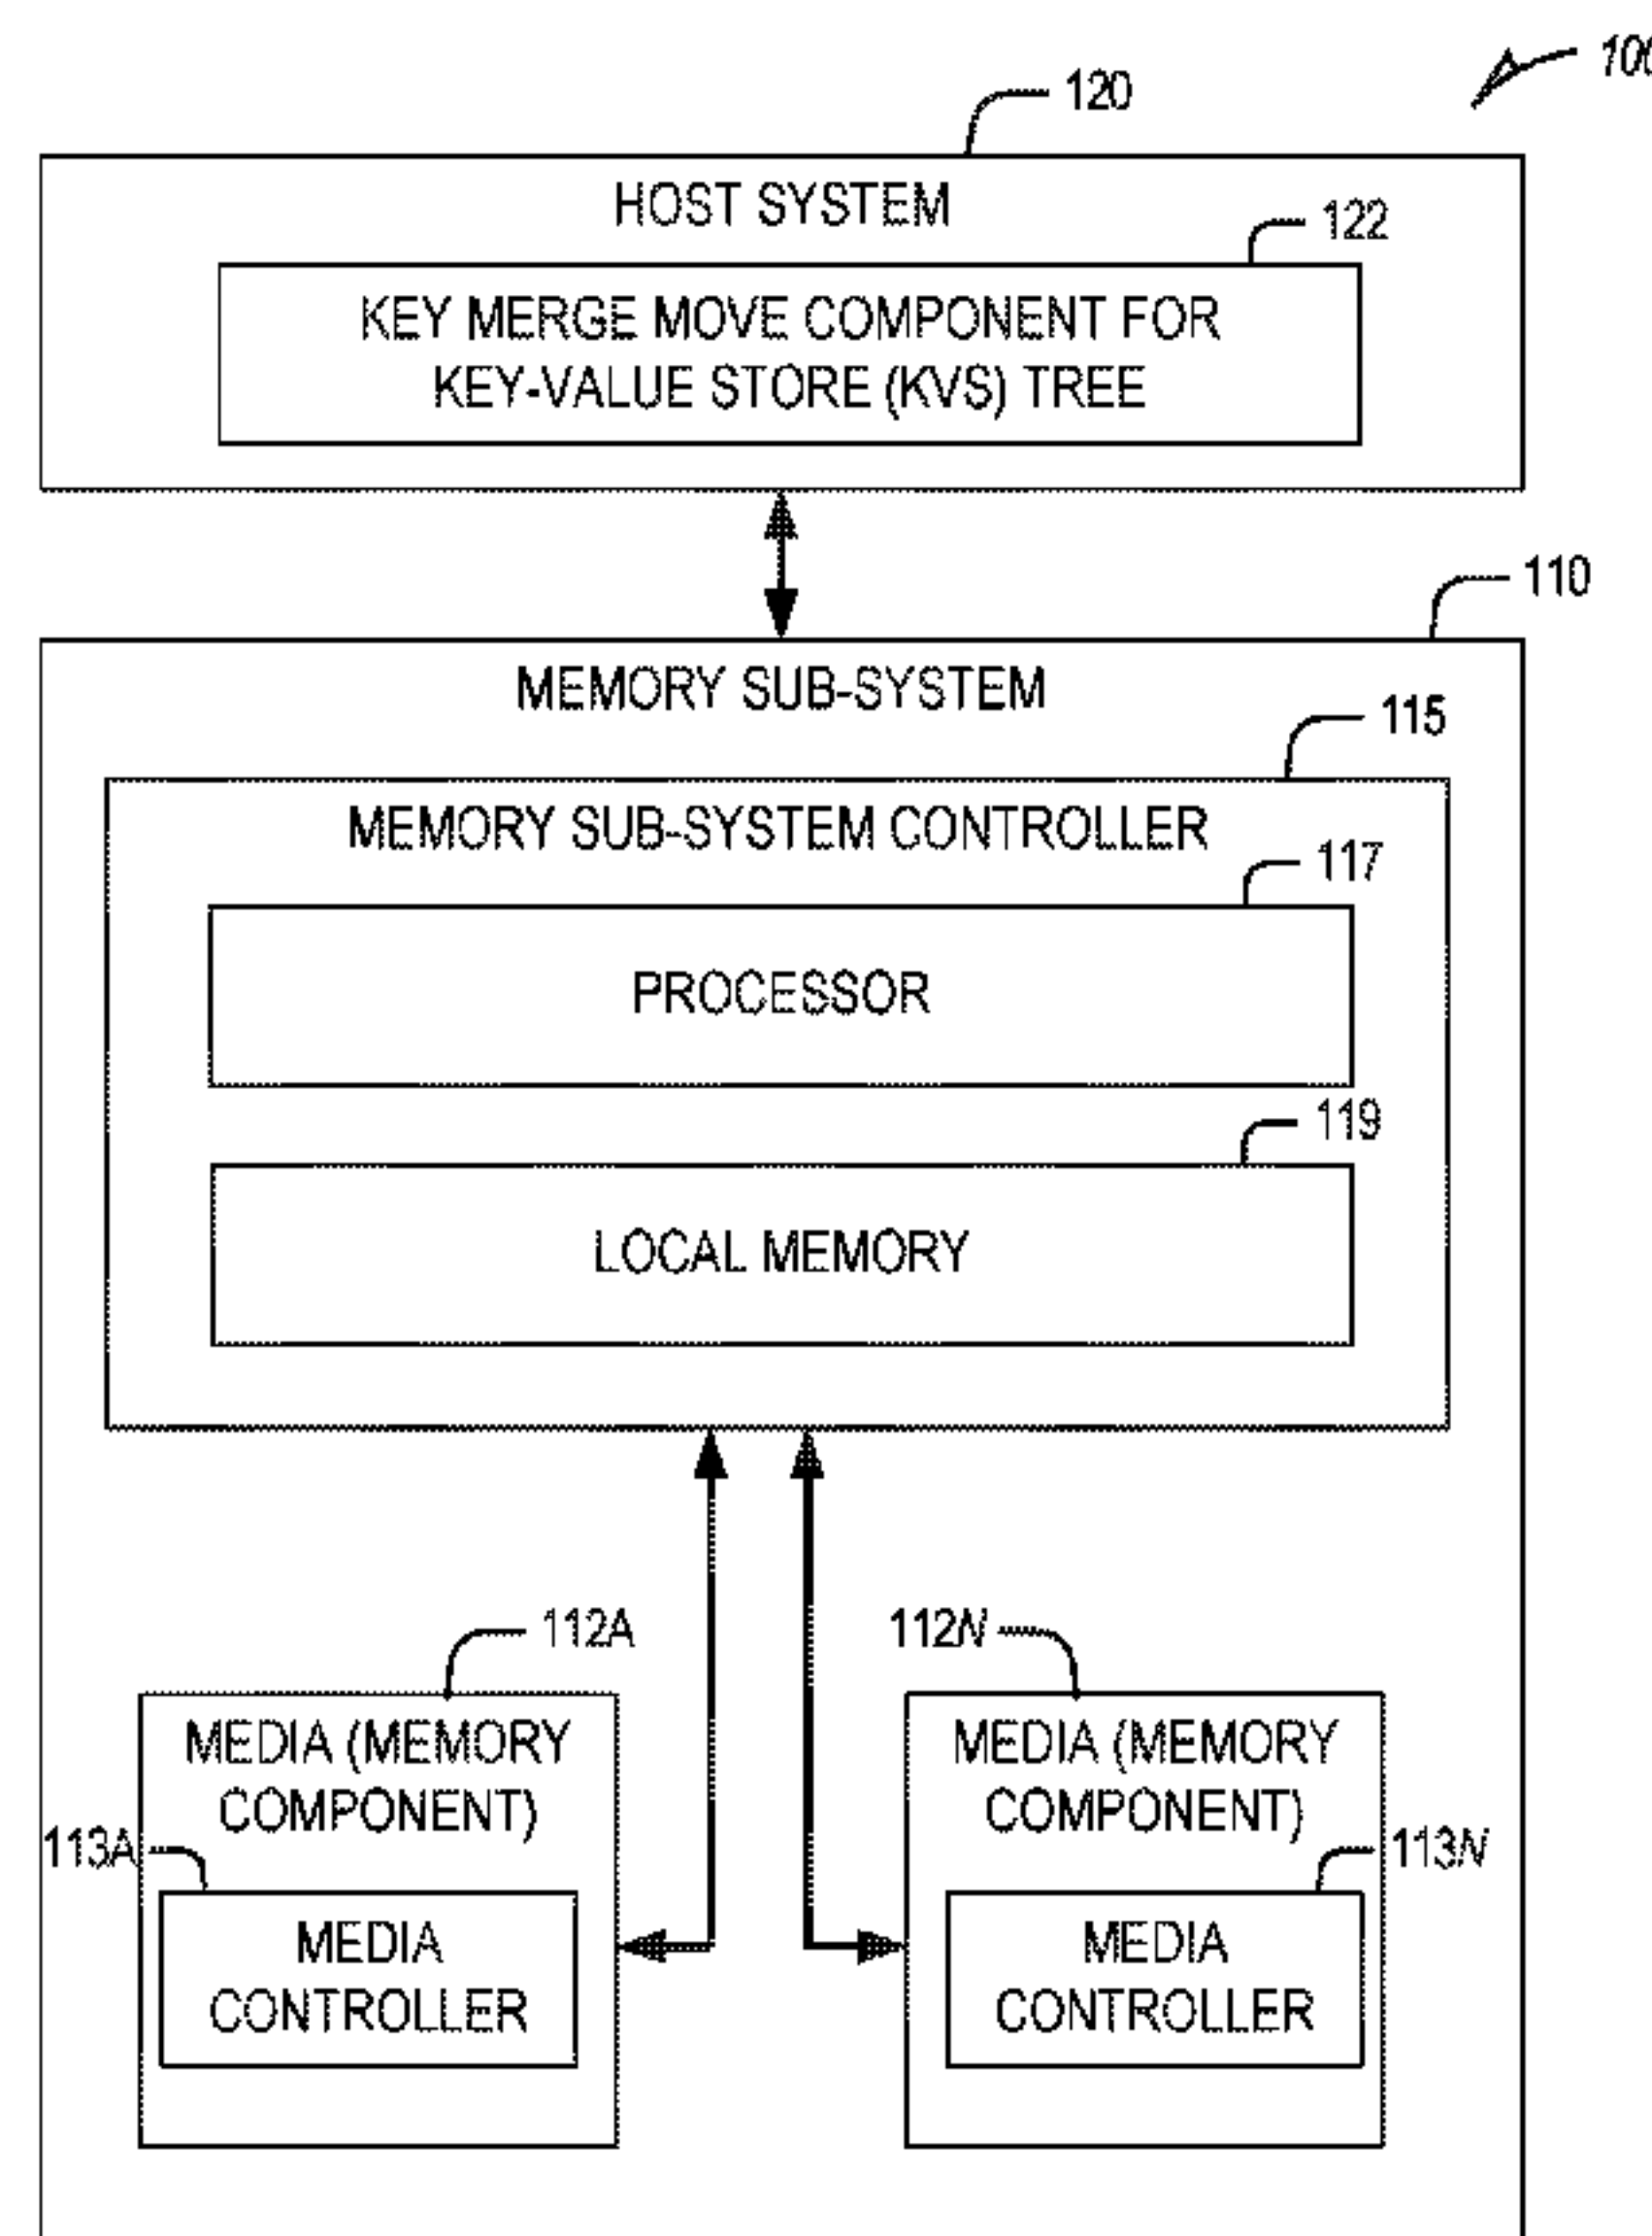 120
HOST SYSTEM
122
KEY MERGE MOVE COMPONENT FOR
KEY-VALUE STORE (KVS) TREE
110
MEMORY SUB-SYSTEM
115
MEMORY SUB-SYSTEM CONTROLLER
117
PROCESSOR
119
LOCAL MEMORY
112A
112N
MEDIA (MEMORY
COMPONENT)
113A
MEDIA
CONTROLLER
MEDIA (MEMORY
COMPONENT)
113N
MEDIA
CONTROLLER